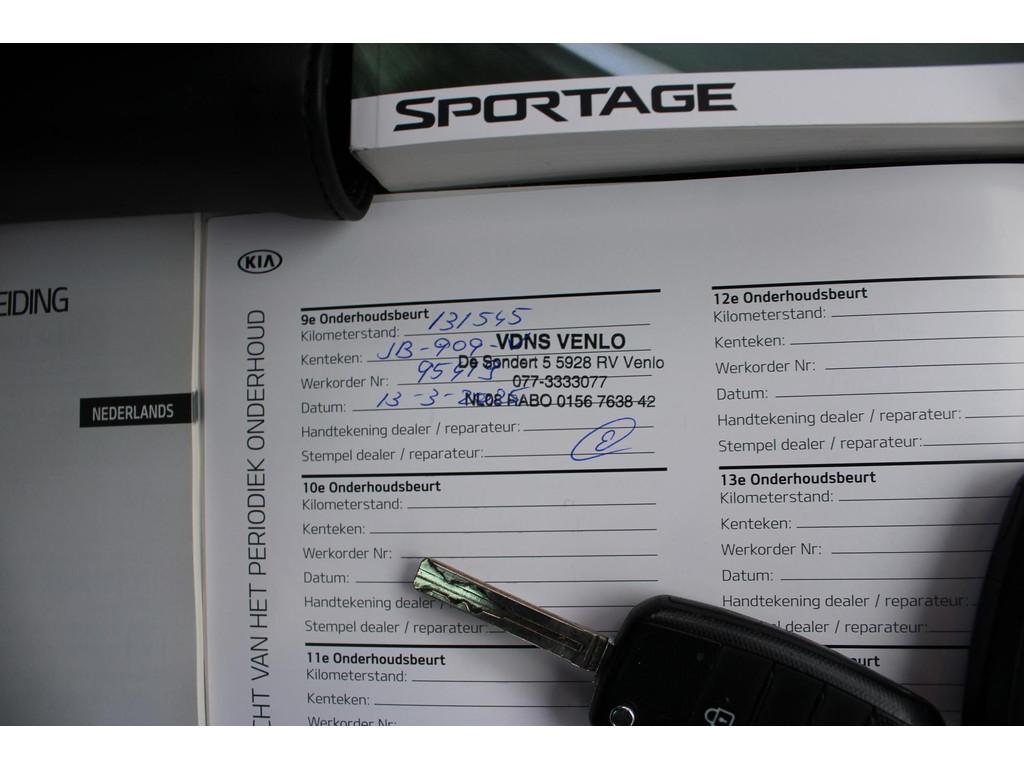 SPORTAGE
KIA
EIDING
NEDERLANDS
CHT VAN HET PERIODIEK ONDERHOUD
9e Onderhoudsbeurt
Kilometerstand: 131545
Kenteken: JB-909-
Werkorder Nr:
Datum: 13-3-
Handtekening dealer / reparateur:
Stempel dealer / reparateur:
VDNS VENLO
De Sondert 5 5928 RV Venlo
077-3333077
NL08 RABO 0156 7638 42
10e Onderhoudsbeurt
Kilometerstand:
Kenteken:
Werkorder Nr:
Datum:
Handtekening dealer /
Stempel dealer / reparateur:
11e Onderhoudsbeurt
Kilometerstand:
Kenteken:
Werkorder Nr:
12e Onderhoudsbeurt
Kilometerstand:
Kenteken:
Werkorder Nr:
Datum:
Handtekening dealer / reparateur:
Stempel dealer / reparateur:
13e Onderhoudsbeurt
Kilometerstand:
Kenteken:
Werkorder Nr:
Datum:
Handtekening dealer / reparateur:
dealer / reparateur:
urt